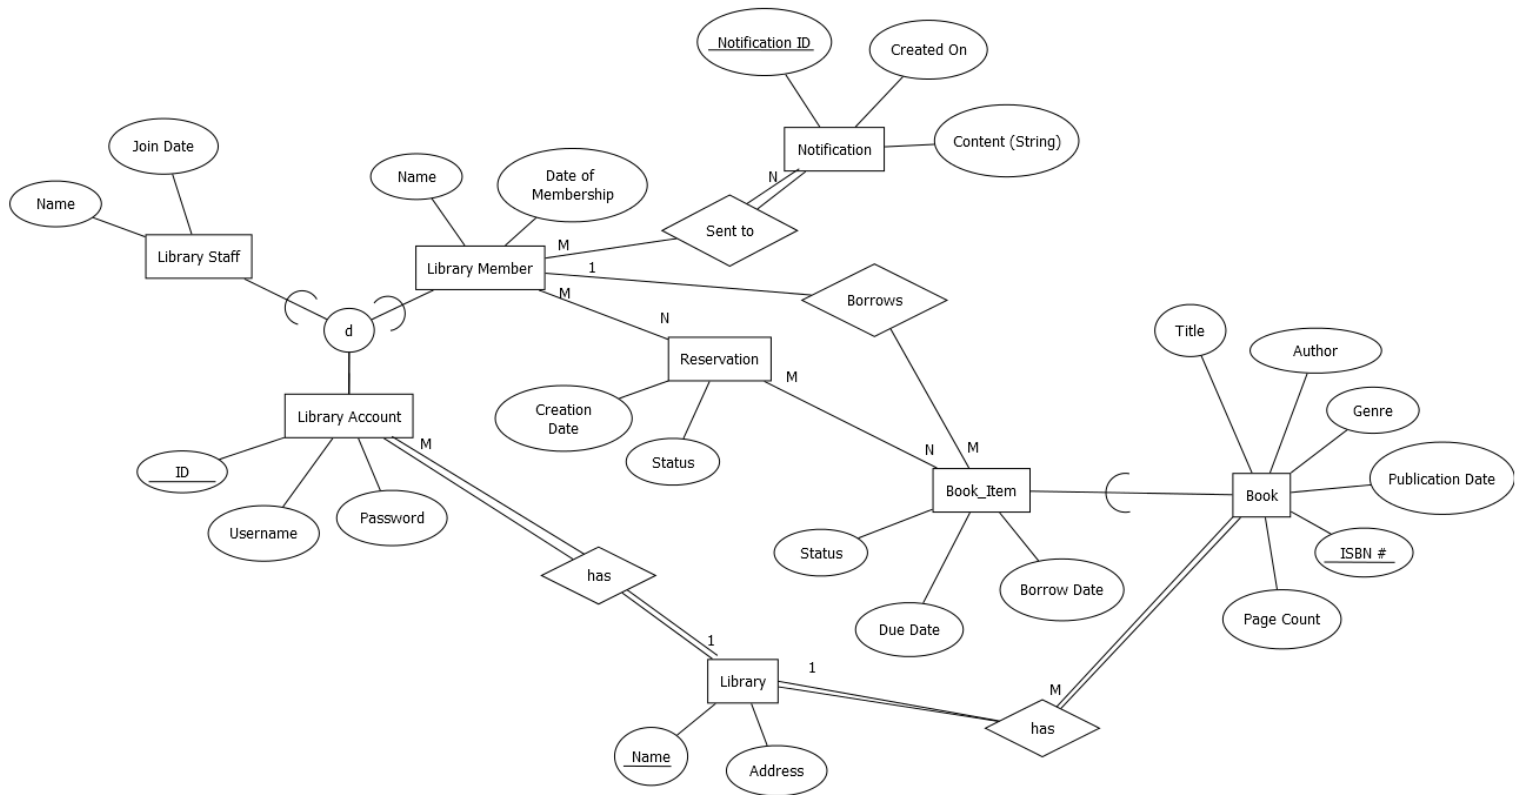 Notification ID
Created On
Join Date
Content (String)
Notification
Name
Date of
Membership
N
Name
Sent to
M
Library Staff
Library Member
1
M
Borrows
N
d
Title
Author
Reservation
M
Creation
Date
Genre
Library Account
M
Status
N
M
ID
Publication Date
Book_Item
Book
Username
Password
Status
ISBN #
has
Due Date
Borrow Date
Page Count
1
1
Library
M
has
Name
Address